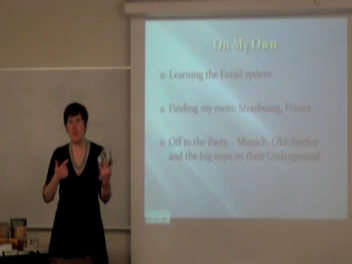 On My Own
Learning the Eurail system
Finding my roots: Strasbourg, France
Off to the Party – Munich, Oktoberfest
and the big oops on their Underground.